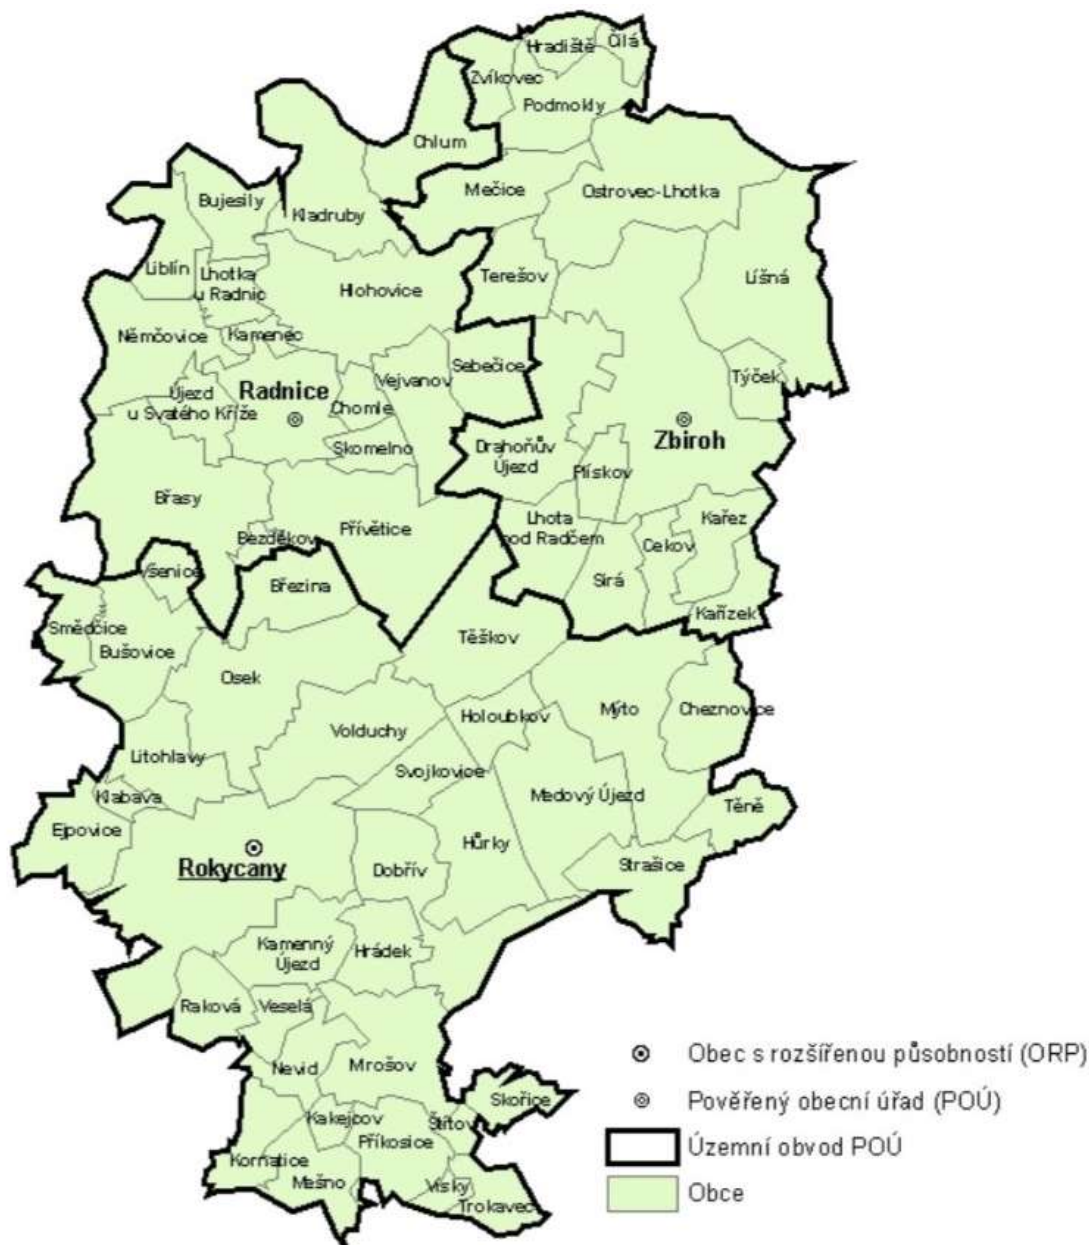 Hradiště
Čilá
Zvíkovec
Podmokly
Chlum
Mečice
Ostrovec-Lhotka
Bujesily
Kladruby
Liblín
Lhotka
u Radnic
Hlohovice
Terešov
Líšná
Němčovice
Kamenec
Sebečice
Vejvanov
Týček
Újezd
u Svatého Kříže
Radnice
Chomle
Skomelno
Zbiroh
Drahoňův
Újezd
Plískov
Břasy
Přívětice
Bezděkov
Lhota
pod Radčem
Kařez
Cekov
Sirá
Kařízek
Všenice
Březina
Smědčice
Bušovice
Těškov
Osek
Volduchy
Holoubkov
Mýto
Cheznovice
Litohlavy
Svojkovice
Klabava
Medový Újezd
Těně
Ejpovice
Rokycany
Dobřív
Hůrky
Strašice
Kamenný
Újezd
Hrádek
Raková
Veselá
Nevid
Mrošov
Skořice
Kakejcov
Štítov
Příkosice
Kornatice
Mešno
Visky
Trokavec
Obec s rozšířenou působností (ORP)
Pověřený obecní úřad (POÚ)
Územní obvod POÚ
Obce